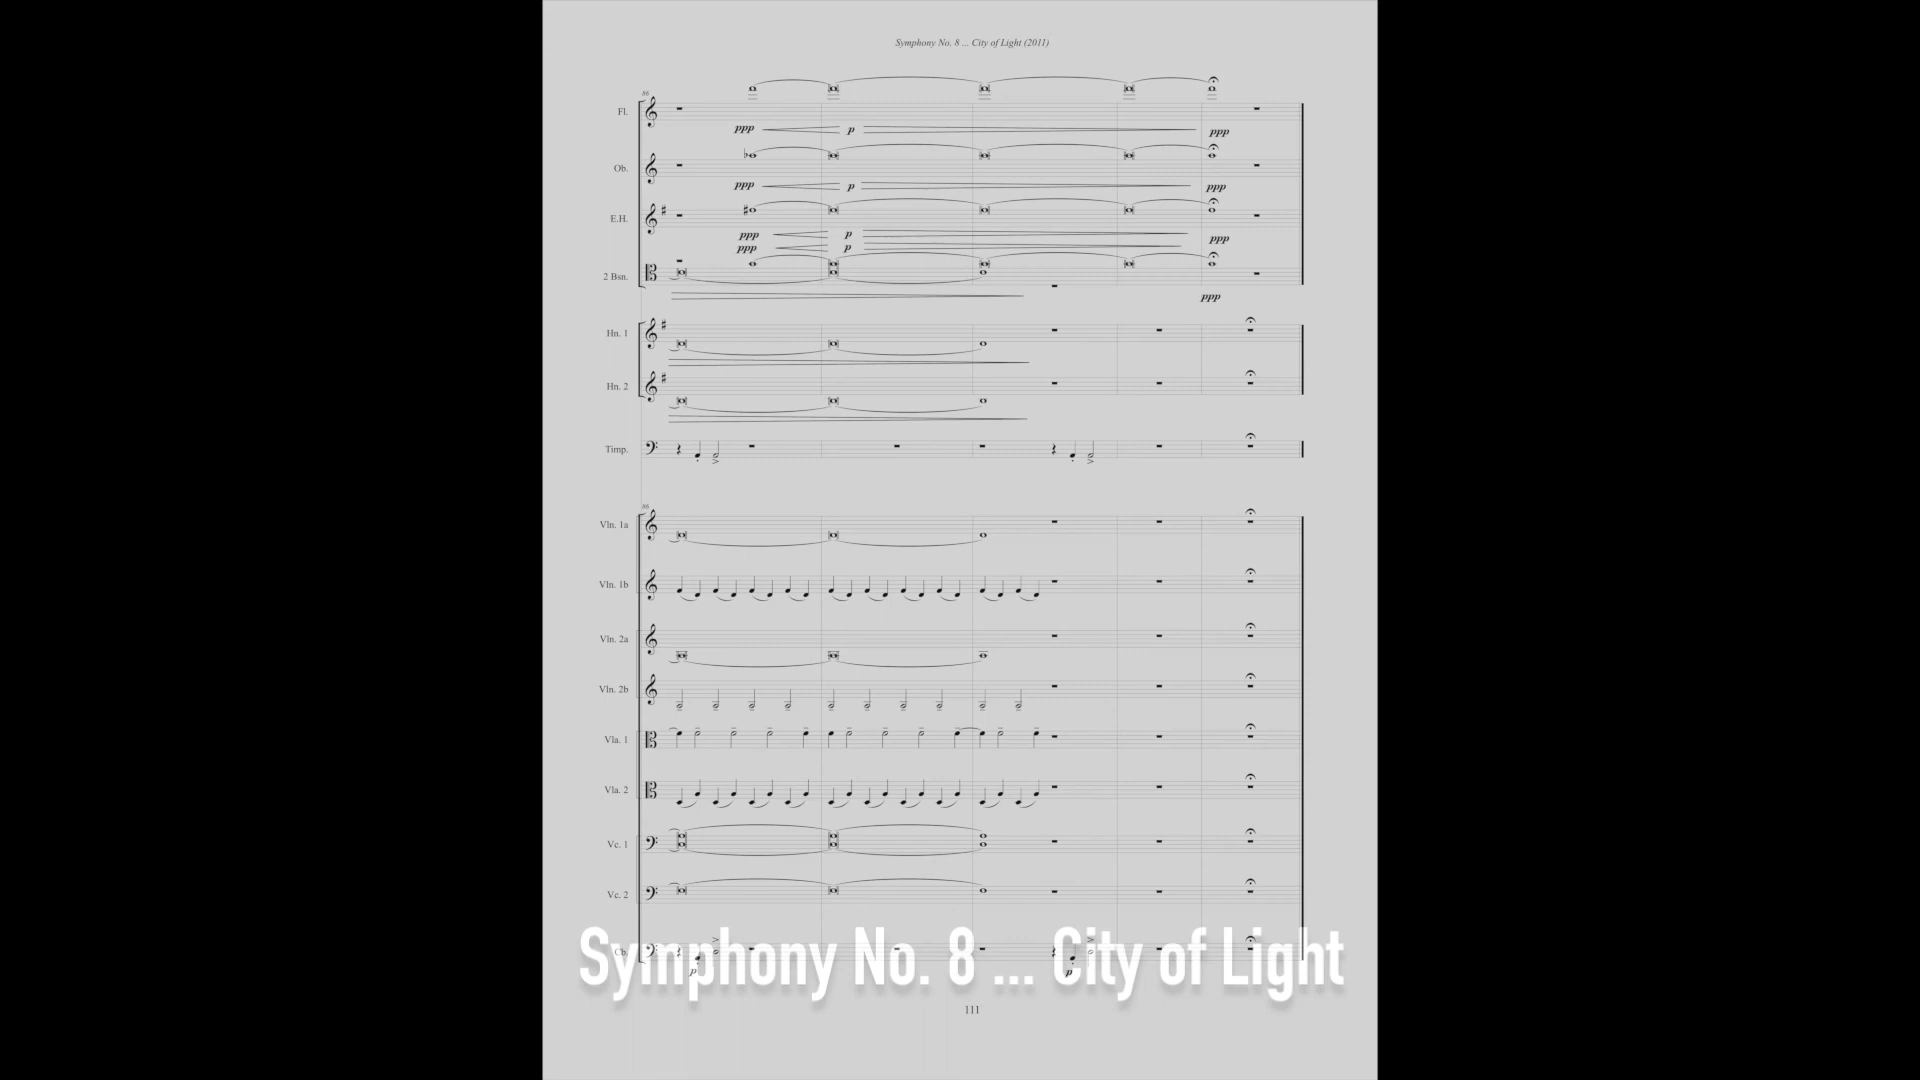 Symphony No. 8 ... City of Light (2011)
86
Fl.
ppp p ppp
Ob.
ppp p ppp
E.H.
ppp p ppp
ppp p
2 Bsn.
ppp
Hn. 1
Hn. 2
Timp.
86
Vln. 1a
Vln. 1b
Vln. 2a
Vln. 2b
Vla. 1
Vla. 2
Vc. 1
Vc. 2
Cb.
p p
Symphony No. 8 ... City of Light
111